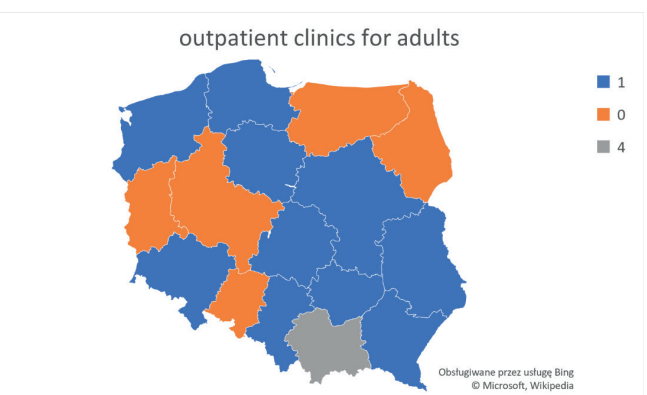 outpatient clinics for adults
1
0
4
Obsługiwane przez usługę Bing
© Microsoft, Wikipedia